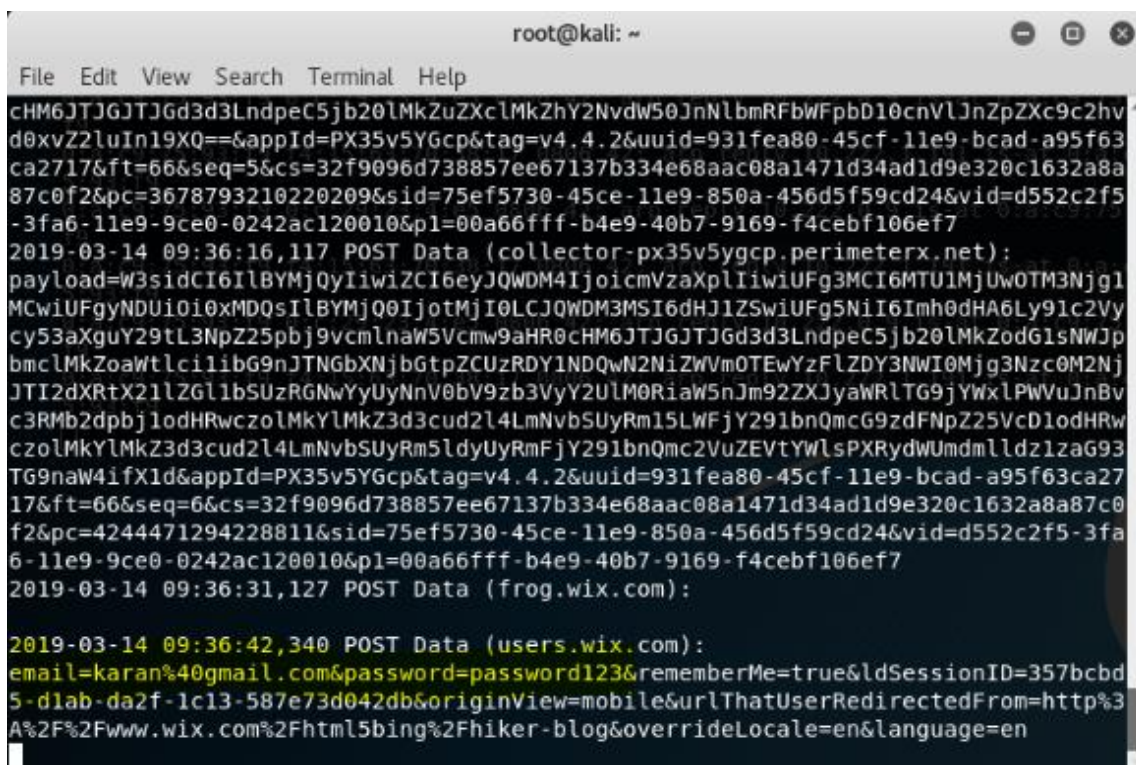 root@kali: ~
File Edit View Search Terminal Help
cHM6JTJGJTJGd3d3LndpeC5jb20lMkZuZXclMkZhY2NvdW50JnNlbmRFbWFpbD10cnVlJnZpZXc9c2hv
d0xvZ2luIn19XQ==&appId=PX35v5YGcp&tag=v4.4.2&uuid=931fea80-45cf-11e9-bcad-a95f63
ca2717&ft=66&seq=5&cs=32f9096d738857ee67137b334e68aac08a1471d34ad1d9e320c1632a8a
87c0f2&pc=3678793210220209&sid=75ef5730-45ce-11e9-850a-456d5f59cd24&vid=d552c2f5
-3fa6-11e9-9ce0-0242ac120010&p1=00a66fff-b4e9-40b7-9169-f4cebf106ef7
2019-03-14 09:36:16,117 POST Data (collector-px35v5ygcp.perimeterx.net):
payload=W3sidCI6IlBYMjQyIiwiZCI6eyJQWDM4IjoicmVzaXplIiwiUFg3MCI6MTU1MjUwOTM3Njg1
MCwiUFgyNDUiOi0xMDQsIlBYMjQ0IjotMjI0LCJQWDM3MSI6dHJ1ZSwiUFg5NiI6Imh0dHA6Ly91c2Vy
cy53aXguY29tL3NpZ25pbj9vcmlnaW5Vcmw9aHR0cHM6JTJGJTJGd3d3LndpeC5jb20lMkZodG1sNWJp
bmclMkZoaWtlci1ibG9nJTNGbXNjbGtpZCUzRDY1NDQwN2NiZWVmOTEwYzFlZDY3NWI0Mjg3Nzc0M2Nj
JTI2dXRtX21lZGl1bSUzRGNwYyUyNnV0bV9zb3VyY2UlM0RiaW5nJm92ZXJyaWRlTG9jYWxlPWVuJnBv
c3RMb2dpbj1odHRwczolMkYlMkZ3d3cud2l4LmNvbSUyRm15LWFjY291bnQmcG9zdFNpZ25VcD1odHRw
czolMkYlMkZ3d3cud2l4LmNvbSUyRm5ldyUyRmFjY291bnQmc2VuZEVtYWlsPXRydWUmdmlldz1zaG93
TG9naW4ifX1d&appId=PX35v5YGcp&tag=v4.4.2&uuid=931fea80-45cf-11e9-bcad-a95f63ca27
17&ft=66&seq=6&cs=32f9096d738857ee67137b334e68aac08a1471d34ad1d9e320c1632a8a87c0
f2&pc=4244471294228811&sid=75ef5730-45ce-11e9-850a-456d5f59cd24&vid=d552c2f5-3fa
6-11e9-9ce0-0242ac120010&p1=00a66fff-b4e9-40b7-9169-f4cebf106ef7
2019-03-14 09:36:31,127 POST Data (frog.wix.com):
2019-03-14 09:36:42,340 POST Data (users.wix.com):
email=karan%40gmail.com&password=password123&rememberMe=true&ldSessionID=357bcbd
5-d1ab-da2f-1c13-587e73d042db&originView=mobile&urlThatUserRedirectedFrom=http%3
A%2F%2Fwww.wix.com%2Fhtml5bing%2Fhiker-blog&overrideLocale=en&language=en